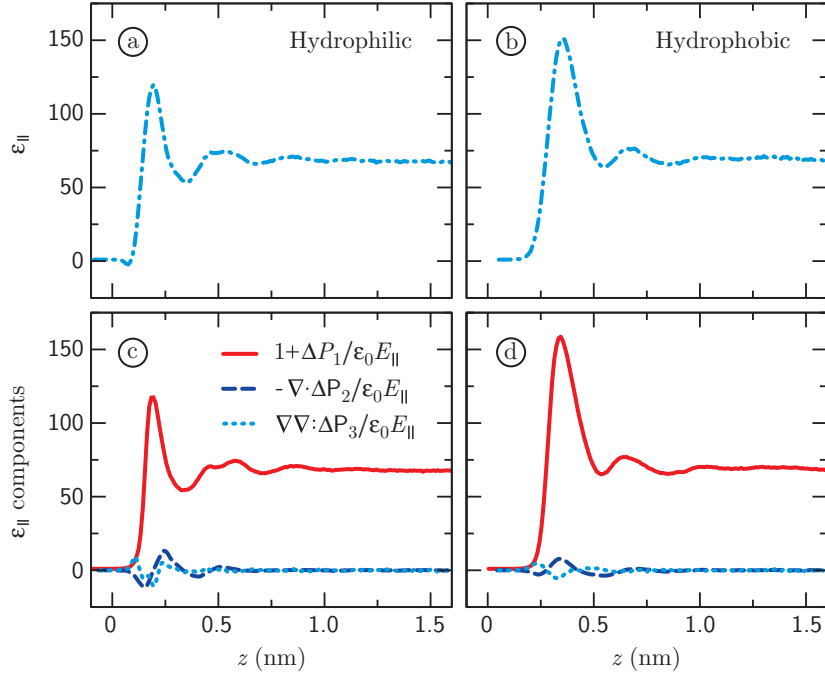 a
Hydrophilic
b
Hydrophobic
150
100
50
0
ε∥
c
d
1+ΔP₁/ε₀E∥
-∇·ΔP₂/ε₀E∥
∇∇:ΔP₃/ε₀E∥
150
100
50
0
ε∥ components
0 0.5 1.0 1.5
0 0.5 1.0 1.5
z (nm)
z (nm)